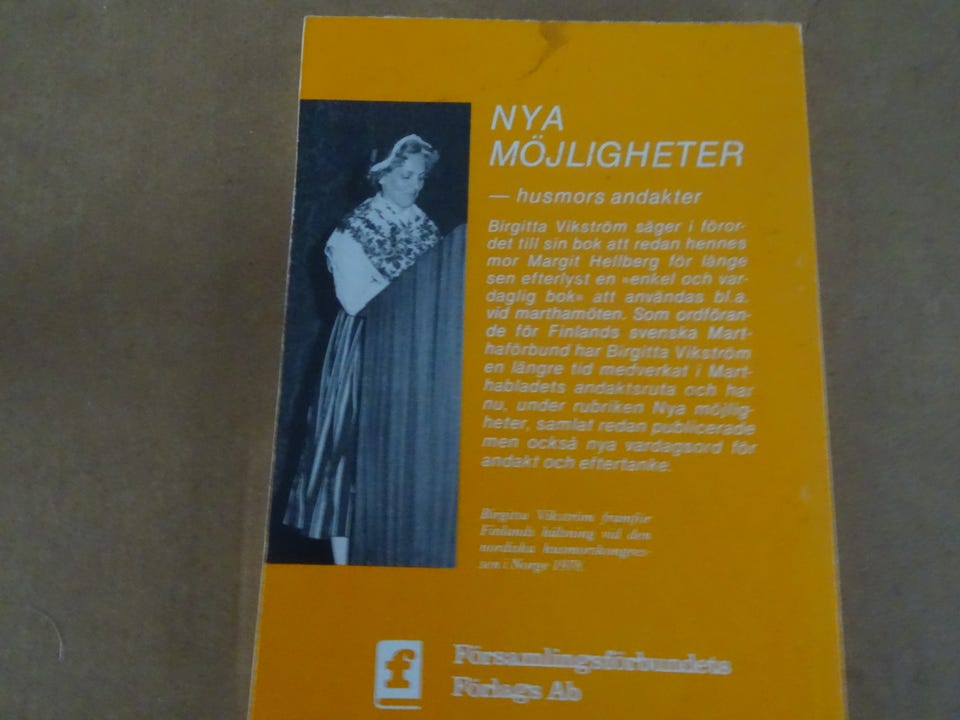 NYA
MÖJLIGHETER
— husmors andakter
Birgitta Vikström säger i föror-
det till sin bok att redan hennes
mor Margit Hellberg för länge
sen efterlyst en »enkel och var-
daglig bok» att användas bl.a.
vid marthamöten. Som ordföran-
de för Finlands svenska Mart-
haförbund har Birgitta Vikström
en längre tid medverkat i Mart-
habladets andaktsruta och har
nu, under rubriken Nya möjlig-
heter, samlat redan publicerade
men också nya vardagsord för
andakt och eftertanke.
Birgitta Vikström framför
Finlands hälsning vid den
nordiska husmorskongres-
sen i Norge
f
Församlingsförbundets
Förlags Ab